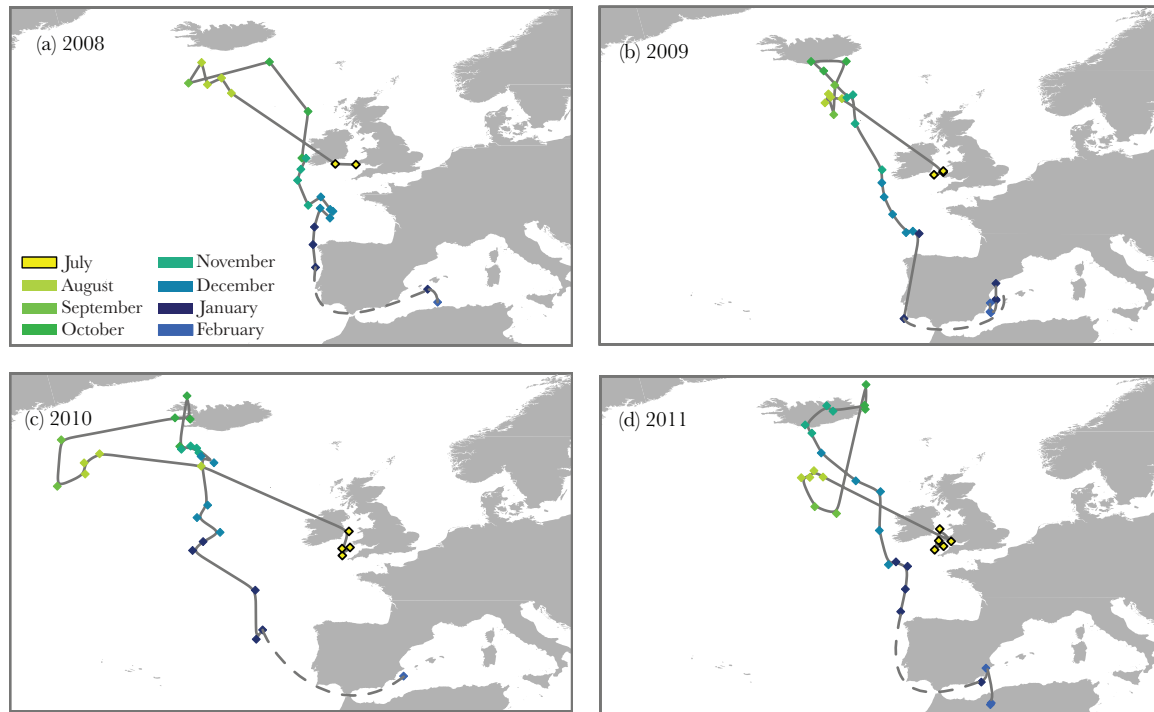 (a) 2008
(b) 2009
July
August
September
October
November
December
January
February
(c) 2010
(d) 2011